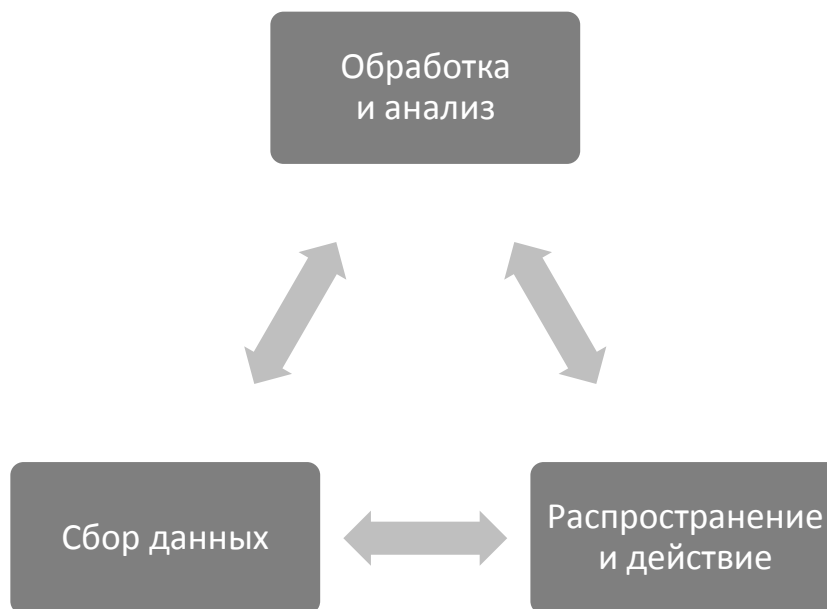 Обработка
и анализ
Сбор данных
Распространение
и действие